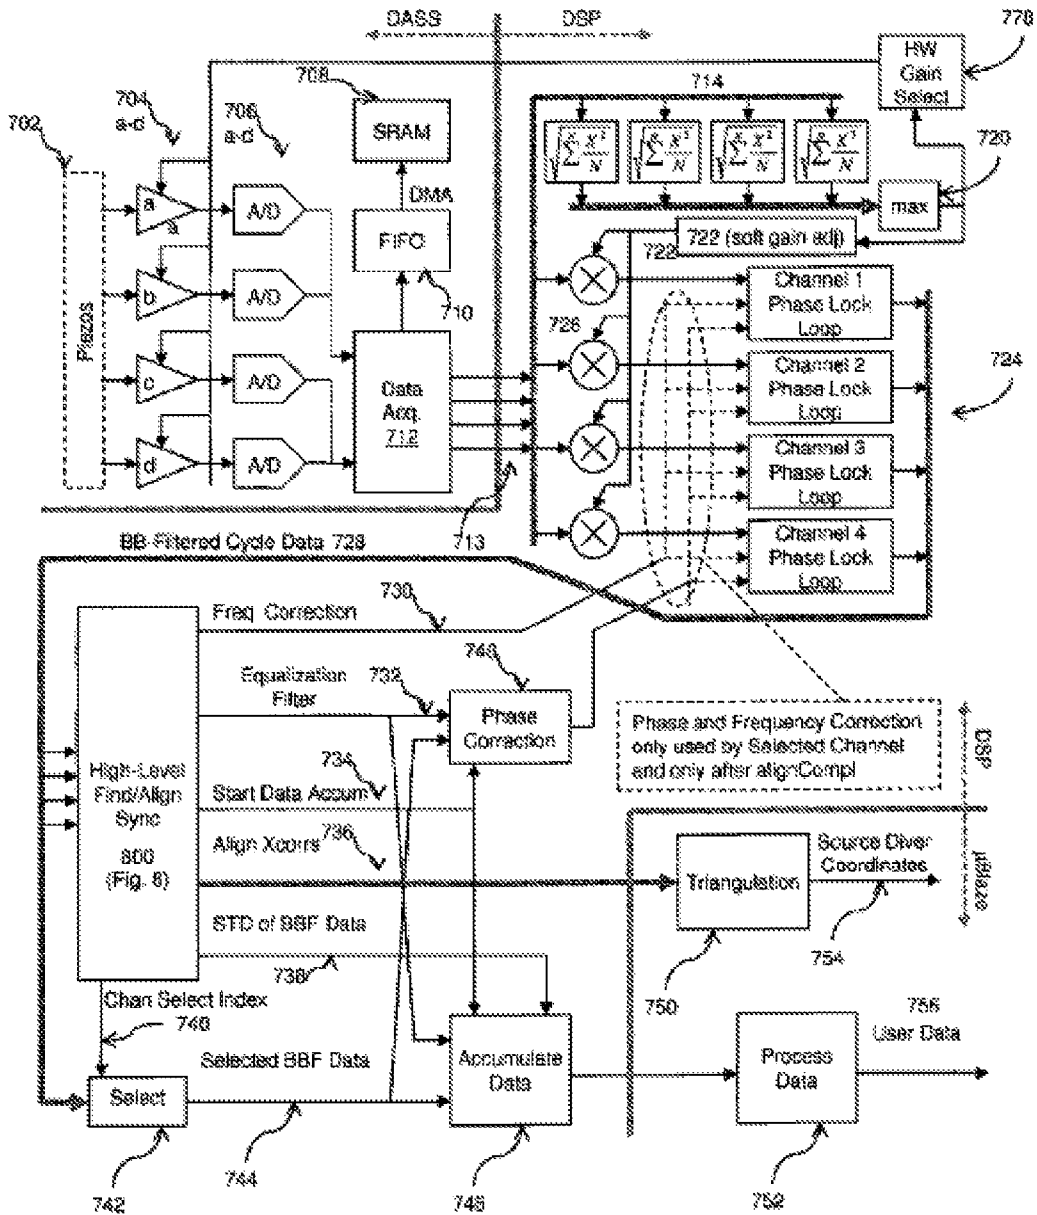 DASS
DSP
778
HW
Gain
Select
702
704
a-d
706
a-d
708
SRAM
DMA
FIFO
710
714
720
max
722
722 (soft gain adj)
Piezos
a
a
b
c
d
A/D
A/D
A/D
A/D
Data
Acq.
712
713
726
Channel 1
Phase Lock
Loop
Channel 2
Phase Lock
Loop
Channel 3
Phase Lock
Loop
Channel 4
Phase Lock
Loop
724
BB-Filtered Cycle Data 728
Freq. Correction
730
Equalization
Filter
732
Phase
Correction
Phase and Frequency Correction
only used by Selected Channel
and only after alignCompl
DSP
µBlaze
High-Level
Find/Align
Sync
800
(Fig. 8)
Start Data Accum
734
Align Xcorrs
736
STD of BBF Data
738
Triangulation
750
Source Diver
Coordinates
754
Chan Select Index
740
Select
742
Selected BBF Data
744
Accumulate
Data
Process
Data
752
User Data